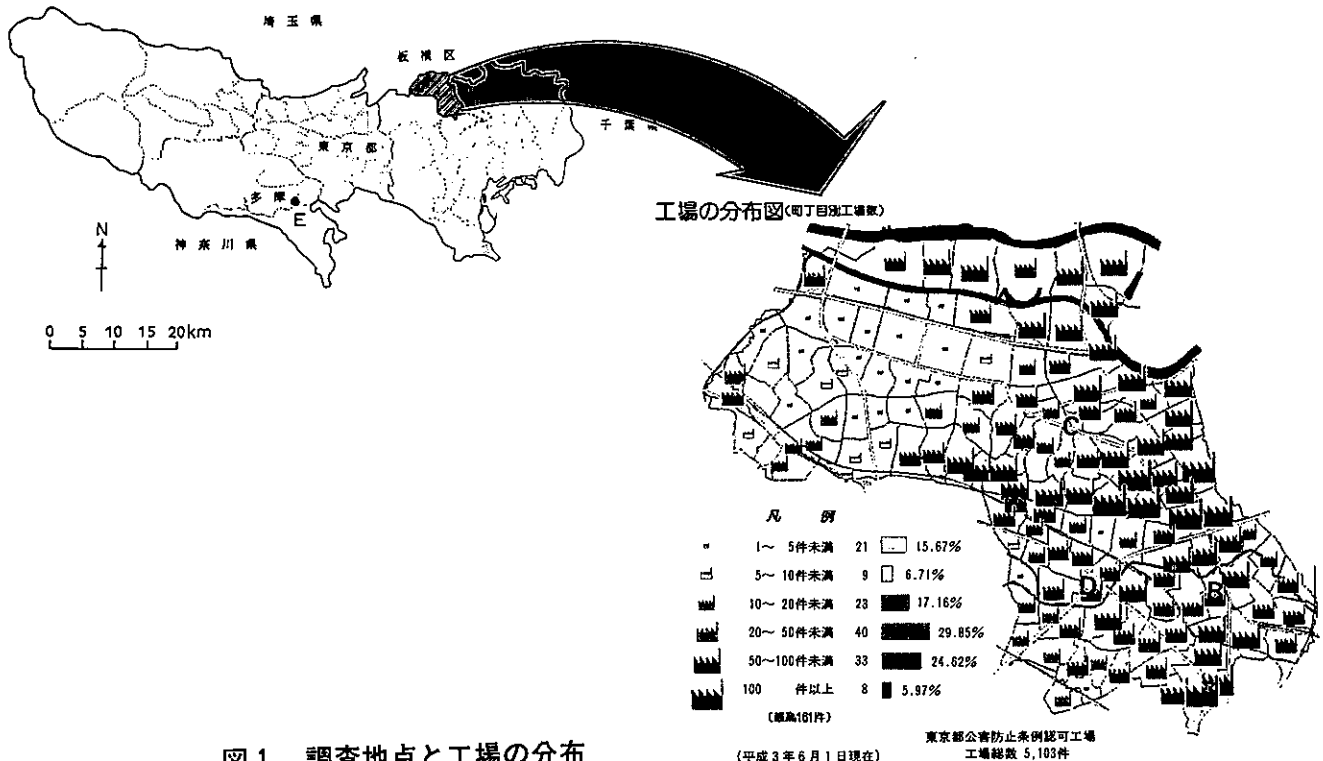 埼玉県
板橋区
千葉
東京都
多摩
E
神奈川県
N
0 5 10 15 20km
工場の分布図(町丁目別工場数)
C
D
B
凡例
1～ 5件未満 21 15.67%
5～10件未満 9 6.71%
10～20件未満 23 17.16%
20～50件未満 40 29.85%
50～100件未満 33 24.62%
100 件以上 8 5.97%
(最高161件)
(平成3年6月1日現在)
東京都公害防止条例認可工場
工場総数 5,103件
図1 調査地点と工場の分布